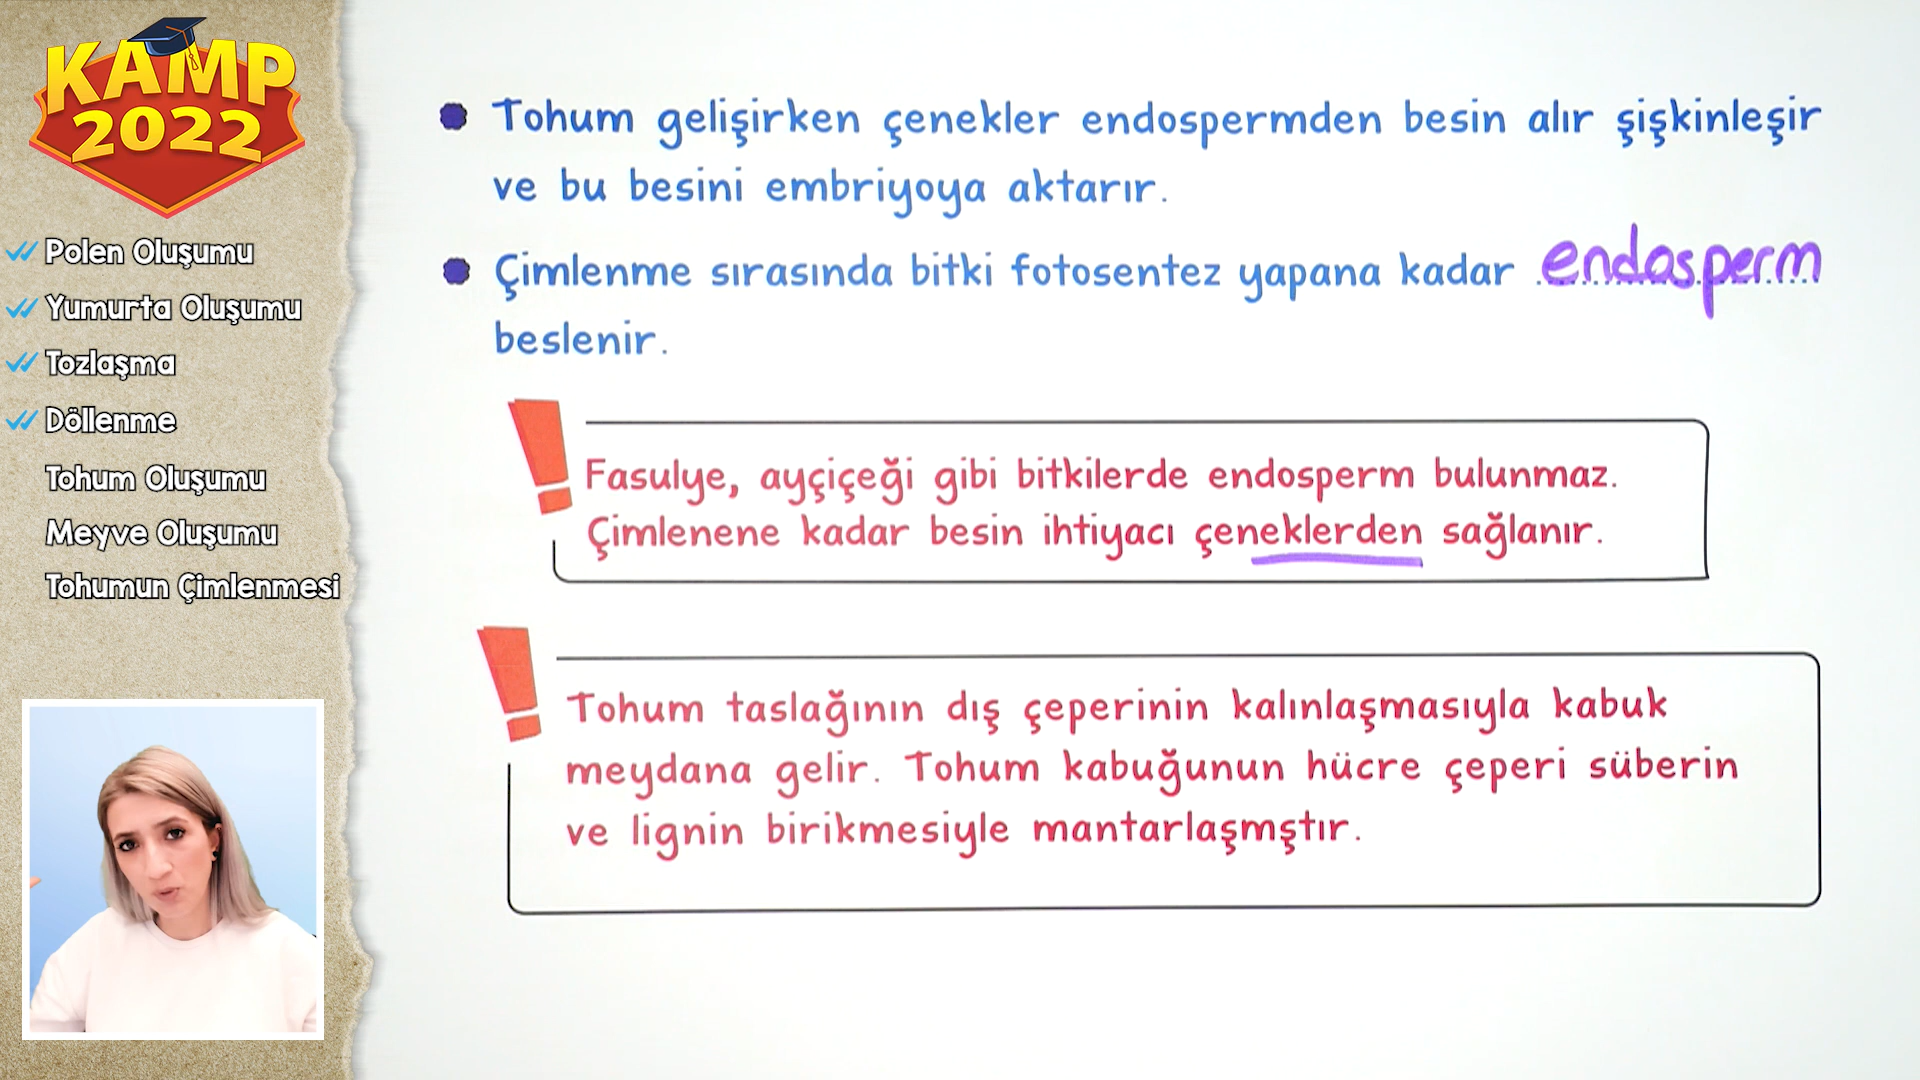 KAMP
2022
Polen Oluşumu
Yumurta Oluşumu
Tozlaşma
Döllenme
Tohum Oluşumu
Meyve Oluşumu
Tohumun Çimlenmesi
Tohum gelişirken çenekler endospermden besin alır şişkinleşir
ve bu besini embriyoya aktarır.
Çimlenme sırasında bitki fotosentez yapana kadar endosperm
beslenir.
Fasulye, ayçiçeği gibi bitkilerde endosperm bulunmaz.
Çimlenene kadar besin ihtiyacı çeneklerden sağlanır.
Tohum taslağının dış çeperinin kalınlaşmasıyla kabuk
meydana gelir. Tohum kabuğunun hücre çeperi süberin
ve lignin birikmesiyle mantarlaşmştır.